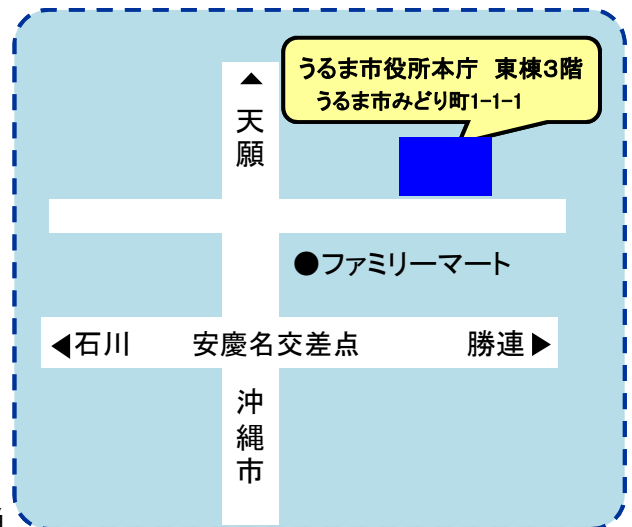 うるま市役所本庁　東棟3階
うるま市みどり町1-1-1
▲天願
●ファミリーマート
◀石川　安慶名交差点　勝連▶
沖縄市